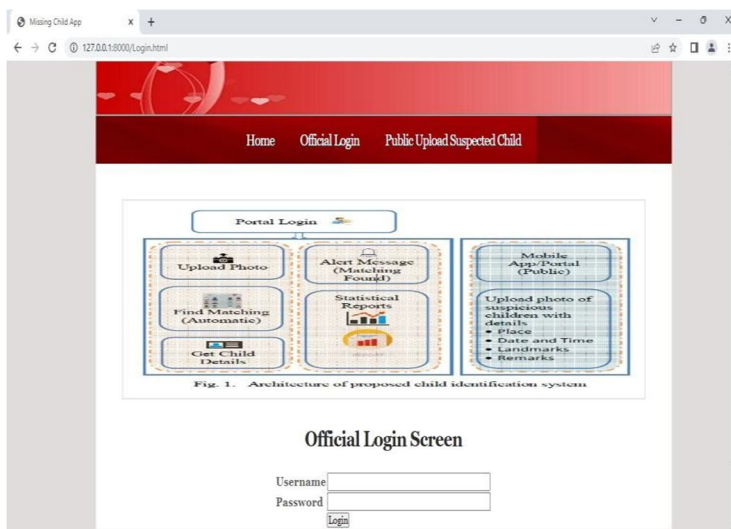 Missing Child App
127.0.0.1:8000/Login.html
Home Official Login Public Upload Suspected Child
Portal Login
Upload Photo
Find Matching
(Automatic)
Get Child
Details
Alert Message
(Matching
Found)
Statistical
Reports
Mobile
App/Portal
(Public)
Upload photo of
suspicious
children with
details
• Place
• Date and Time
• Landmarks
• Remarks
Fig. 1. Architecture of proposed child identification system
Official Login Screen
Username
Password
Login